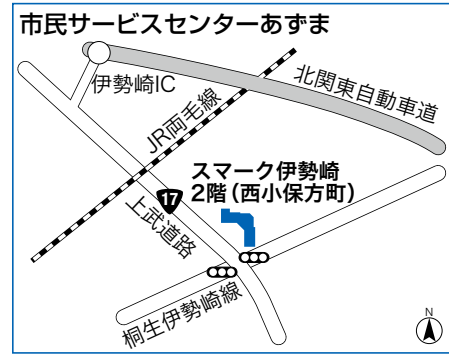 市民サービスセンターあずま
伊勢崎IC
北関東自動車道
JR両毛線
スマーク伊勢崎
2階(西小保方町)
17
上武道路
桐生伊勢崎線
N